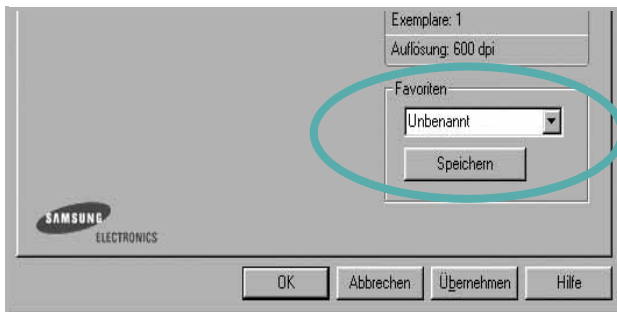 Exemplare: 1
Auflösung: 600 dpi
Favoriten
Unbenannt
Speichern
SAMSUNG
ELECTRONICS
OK
Abbrechen
Übernehmen
Hilfe